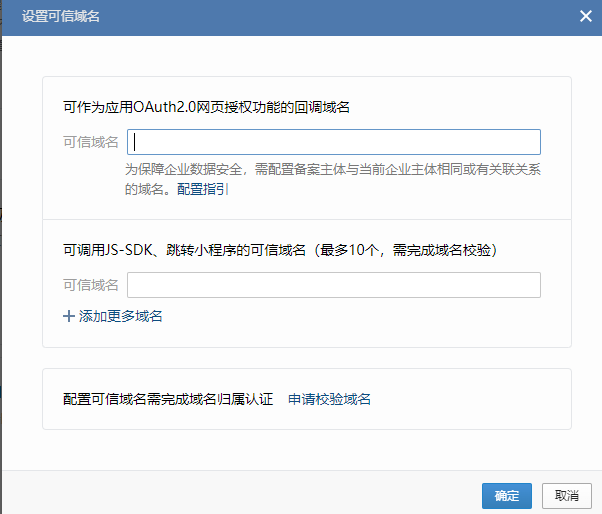 设置可信域名
可作为应用OAuth2.0网页授权功能的回调域名
可信域名
为保障企业数据安全，需配置备案主体与当前企业主体相同或有关联关系
的域名。配置指引
可调用JS-SDK、跳转小程序的可信域名（最多10个，需完成域名校验）
可信域名
添加更多域名
配置可信域名需完成域名归属认证 申请校验域名
确定 取消